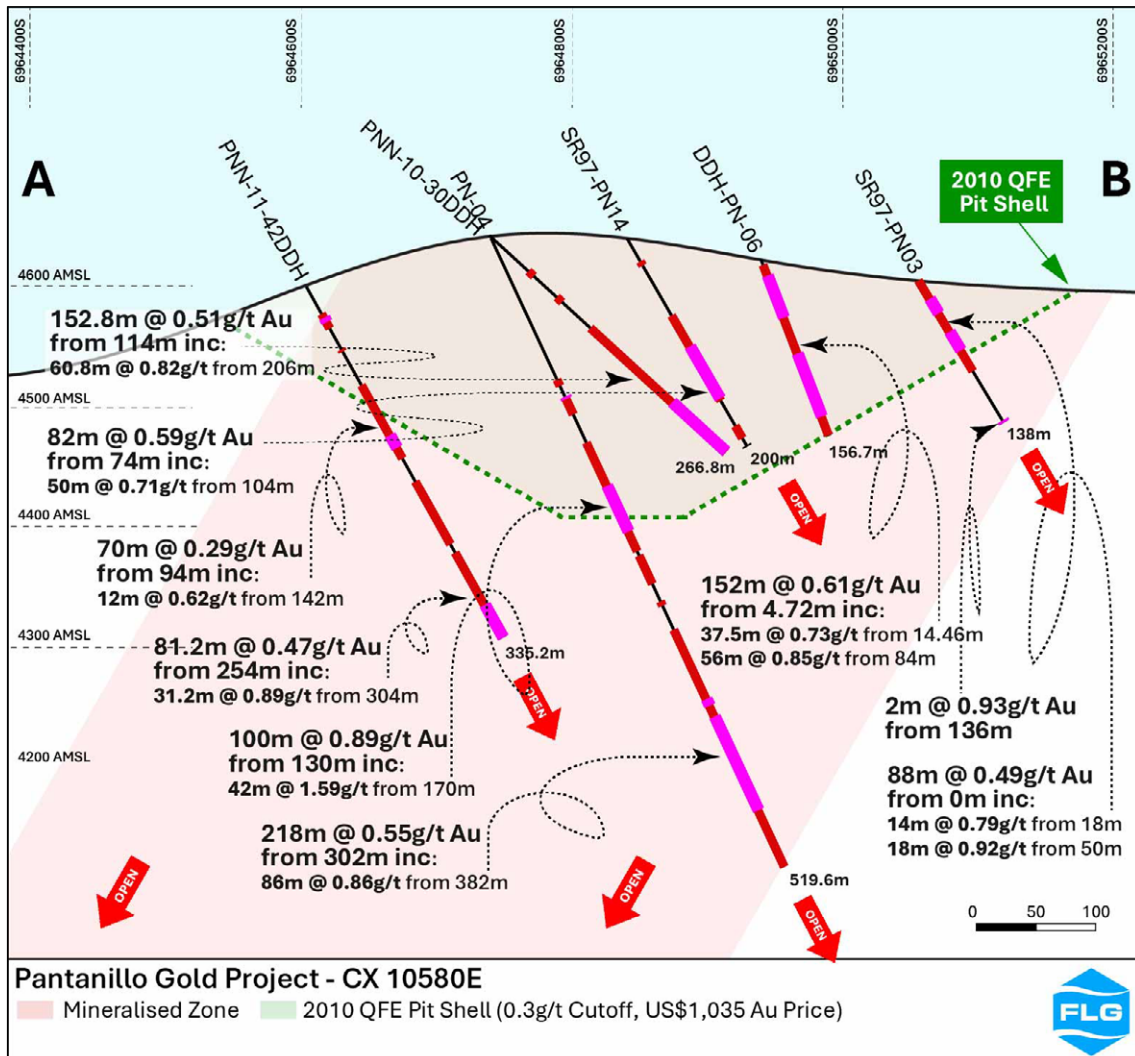 6964400S
6964600S
6964800S
6965000S
6965200S
A
B
PNN-11-42DDH
PNN-10-30DDH
PN-04
SR97-PN14
DDH-PN-06
SR97-PN03
2010 QFE
Pit Shell
4600 AMSL
4500 AMSL
4400 AMSL
4300 AMSL
4200 AMSL
152.8m @ 0.51g/t Au
from 114m inc:
60.8m @ 0.82g/t from 206m
82m @ 0.59g/t Au
from 74m inc:
50m @ 0.71g/t from 104m
70m @ 0.29g/t Au
from 94m inc:
12m @ 0.62g/t from 142m
81.2m @ 0.47g/t Au
from 254m inc:
31.2m @ 0.89g/t from 304m
100m @ 0.89g/t Au
from 130m inc:
42m @ 1.59g/t from 170m
218m @ 0.55g/t Au
from 302m inc:
86m @ 0.86g/t from 382m
152m @ 0.61g/t Au
from 4.72m inc:
37.5m @ 0.73g/t from 14.46m
56m @ 0.85g/t from 84m
2m @ 0.93g/t Au
from 136m
88m @ 0.49g/t Au
from 0m inc:
14m @ 0.79g/t from 18m
18m @ 0.92g/t from 50m
266.8m
200m
156.7m
138m
335.2m
519.6m
OPEN
OPEN
OPEN
OPEN
OPEN
OPEN
0 50 100
Pantanillo Gold Project - CX 10580E
Mineralised Zone
2010 QFE Pit Shell (0.3g/t Cutoff, US$1,035 Au Price)
FLG